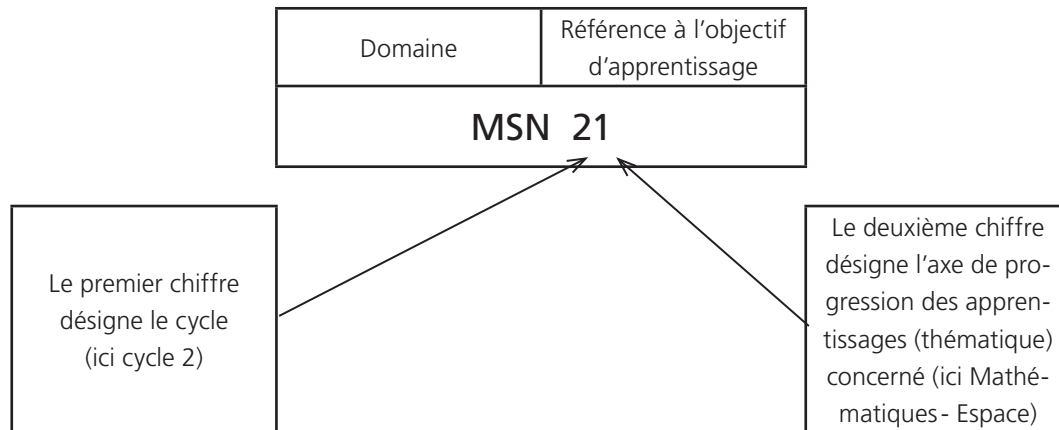 Domaine
Référence à l'objectif
d'apprentissage
MSN 21
Le premier chiffre
désigne le cycle
(ici cycle 2)
Le deuxième chiffre
désigne l'axe de pro-
gression des appren-
tissages (thématique)
concerné (ici Mathé-
matiques - Espace)